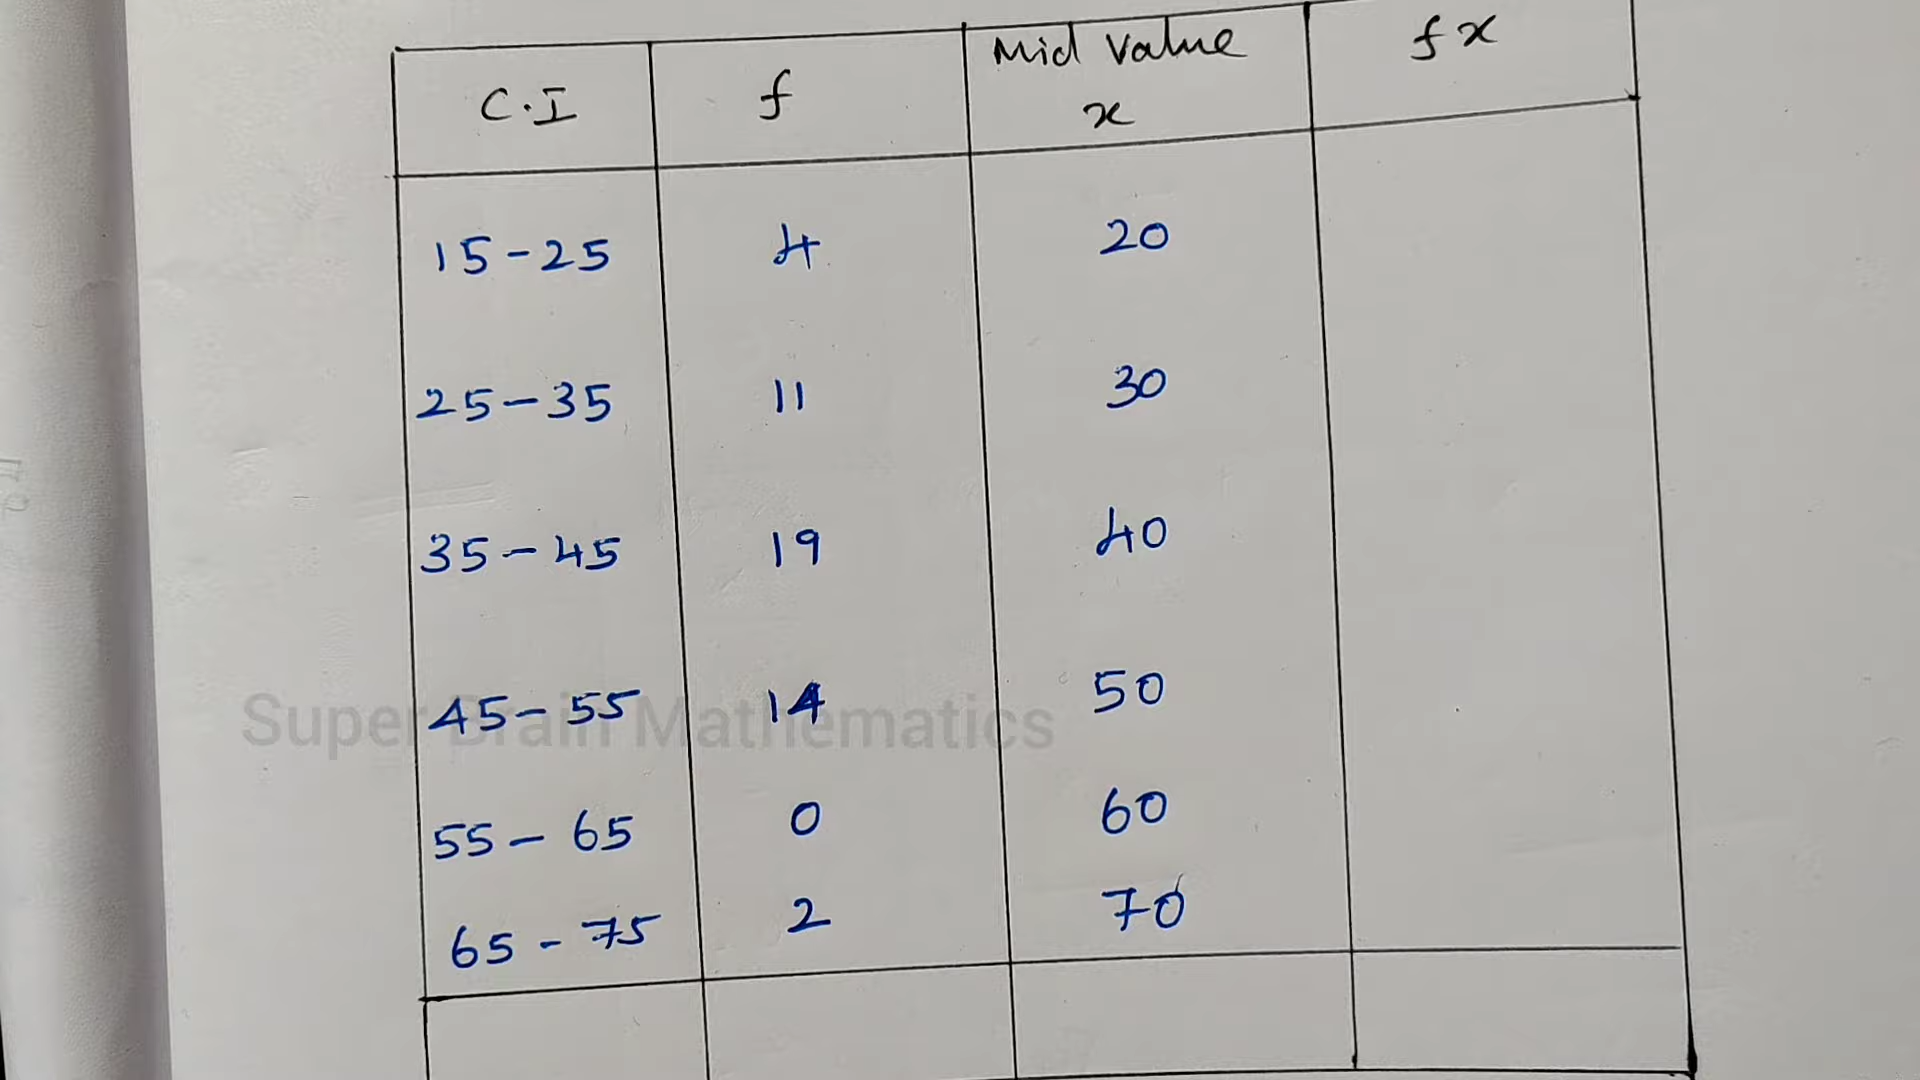 C.I f Mid Value x fx
15-25 4 20
25-35 11 30
35-45 19 40
45-55 14 50
55-65 0 60
65-75 2 70
Super Brain Mathematics